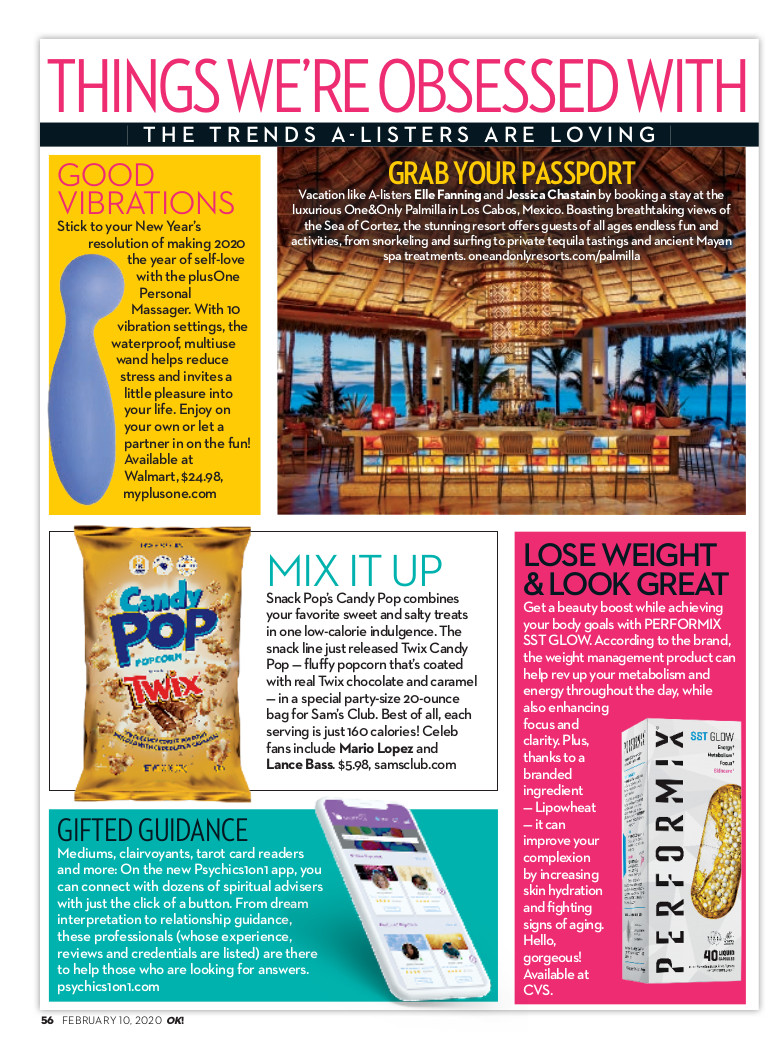 THINGS WE'RE OBSESSED WITH
THE TRENDS A-LISTERS ARE LOVING
GOOD
VIBRATIONS
Stick to your New Year's
resolution of making 2020
the year of self-love
with the plusOne
Personal
Massager. With 10
vibration settings, the
waterproof, multiuse
wand helps reduce
stress and invites a
little pleasure into
your life. Enjoy on
your own or let a
partner in on the fun!
Available at
Walmart, $24.98,
myplusone.com
GRAB YOUR PASSPORT
Vacation like A-listers Elle Fanning and Jessica Chastain by booking a stay at the
luxurious One&Only Palmilla in Los Cabos, Mexico. Boasting breathtaking views of
the Sea of Cortez, the stunning resort offers guests of all ages endless fun and
activities, from snorkeling and surfing to private tequila tastings and ancient Mayan
spa treatments. oneandonlyresorts.com/palmilla
Candy
POP
POPCORN
TWIX
MIX IT UP
Snack Pop's Candy Pop combines
your favorite sweet and salty treats
in one low-calorie indulgence. The
snack line just released Twix Candy
Pop — fluffy popcorn that's coated
with real Twix chocolate and caramel
— in a special party-size 20-ounce
bag for Sam's Club. Best of all, each
serving is just 160 calories! Celeb
fans include Mario Lopez and
Lance Bass. $5.98, samsclub.com
LOSE WEIGHT
& LOOK GREAT
Get a beauty boost while achieving
your body goals with PERFORMIX
SST GLOW. According to the brand,
the weight management product can
help rev up your metabolism and
energy throughout the day, while
also enhancing
focus and
clarity. Plus,
thanks to a
branded
ingredient
— Lipowheat
— it can
improve your
complexion
by increasing
skin hydration
and fighting
signs of aging.
Hello,
gorgeous!
Available at
CVS.
PERFORMIX
SST GLOW
Energy
Metabolism
Focus
40 LIQUID
GIFTED GUIDANCE
Mediums, clairvoyants, tarot card readers
and more: On the new Psychics1on1 app, you
can connect with dozens of spiritual advisers
with just the click of a button. From dream
interpretation to relationship guidance,
these professionals (whose experience,
reviews and credentials are listed) are there
to help those who are looking for answers.
psychics1on1.com
56 FEBRUARY 10, 2020 OK!